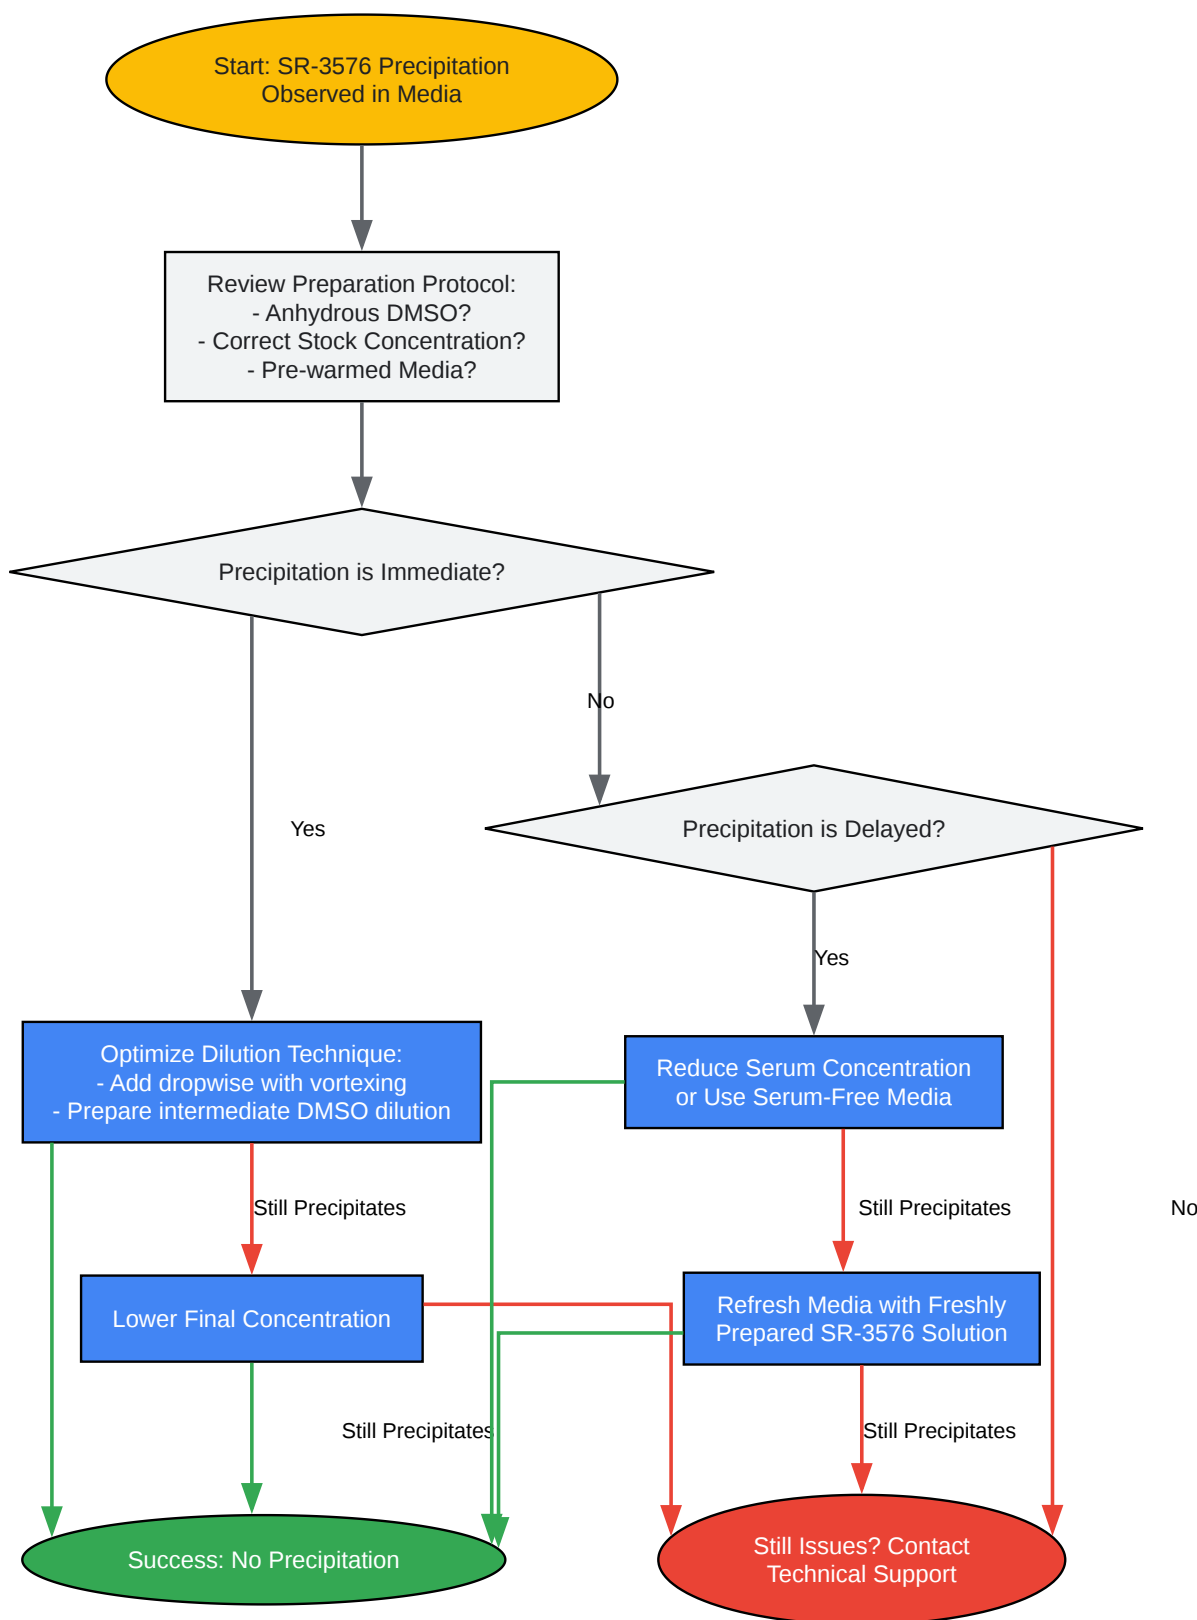 Start: SR-3576 Precipitation
Observed in Media
Review Preparation Protocol:
- Anhydrous DMSO?
- Correct Stock Concentration?
- Pre-warmed Media?
Precipitation is Immediate?
No
Yes
Precipitation is Delayed?
Yes
Optimize Dilution Technique:
- Add dropwise with vortexing
- Prepare intermediate DMSO dilution
Reduce Serum Concentration
or Use Serum-Free Media
Still Precipitates
Still Precipitates
No
Lower Final Concentration
Refresh Media with Freshly
Prepared SR-3576 Solution
Still Precipitates
Still Precipitates
Success: No Precipitation
Still Issues? Contact
Technical Support